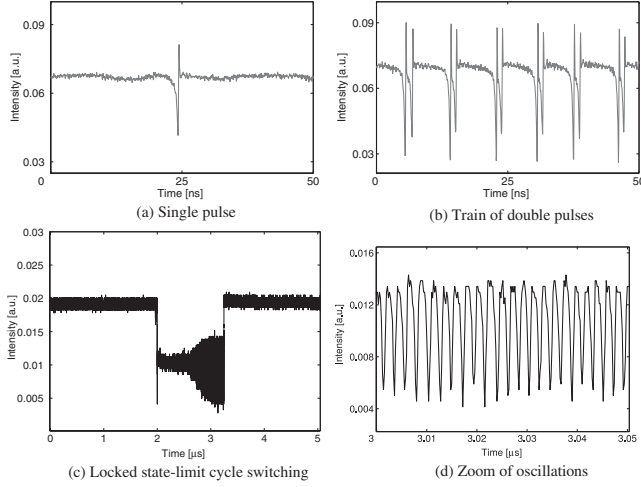 0.09
0.06
0.03
Intensity [a.u.]
0
25
50
Time [ns]
(a) Single pulse
0.09
0.06
0.03
Intensity [a.u.]
0
25
50
Time [ns]
(b) Train of double pulses
0.03
0.025
0.02
0.015
0.01
0.005
Intensity [a.u.]
0
1
2
3
4
5
Time [µs]
(c) Locked state-limit cycle switching
0.016
0.012
0.008
0.004
Intensity [a.u.]
3
3.01
3.02
3.03
3.04
3.05
Time [µs]
(d) Zoom of oscillations